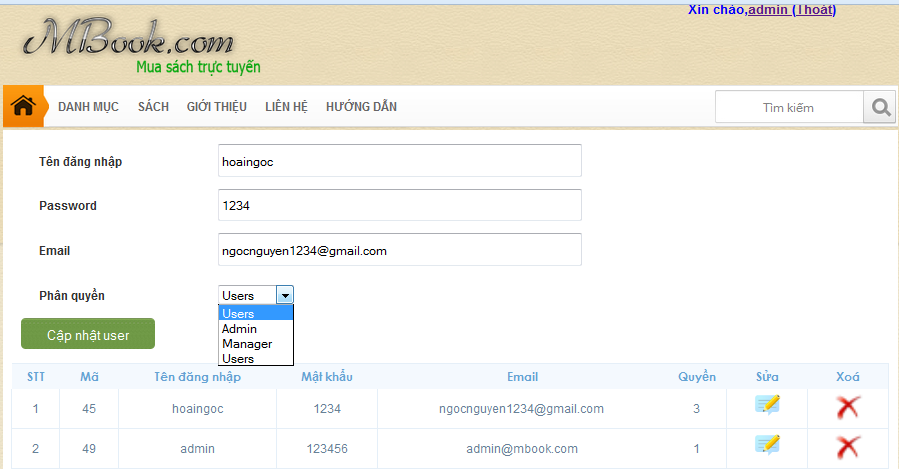 Xin chào,admin (Thoát)
MBook.com
Mua sách trực tuyến
DANH MỤC SÁCH GIỚI THIỆU LIÊN HỆ HƯỚNG DẪN Tìm kiếm
Tên đăng nhập hoaingoc
Password 1234
Email ngocnguyen1234@gmail.com
Phân quyền Users
Users
Admin
Manager
Users
Cập nhật user
STT Mã Tên đăng nhập Mật khẩu Email Quyền Sửa Xoá
1 45 hoaingoc 1234 ngocnguyen1234@gmail.com 3
2 49 admin 123456 admin@mbook.com 1